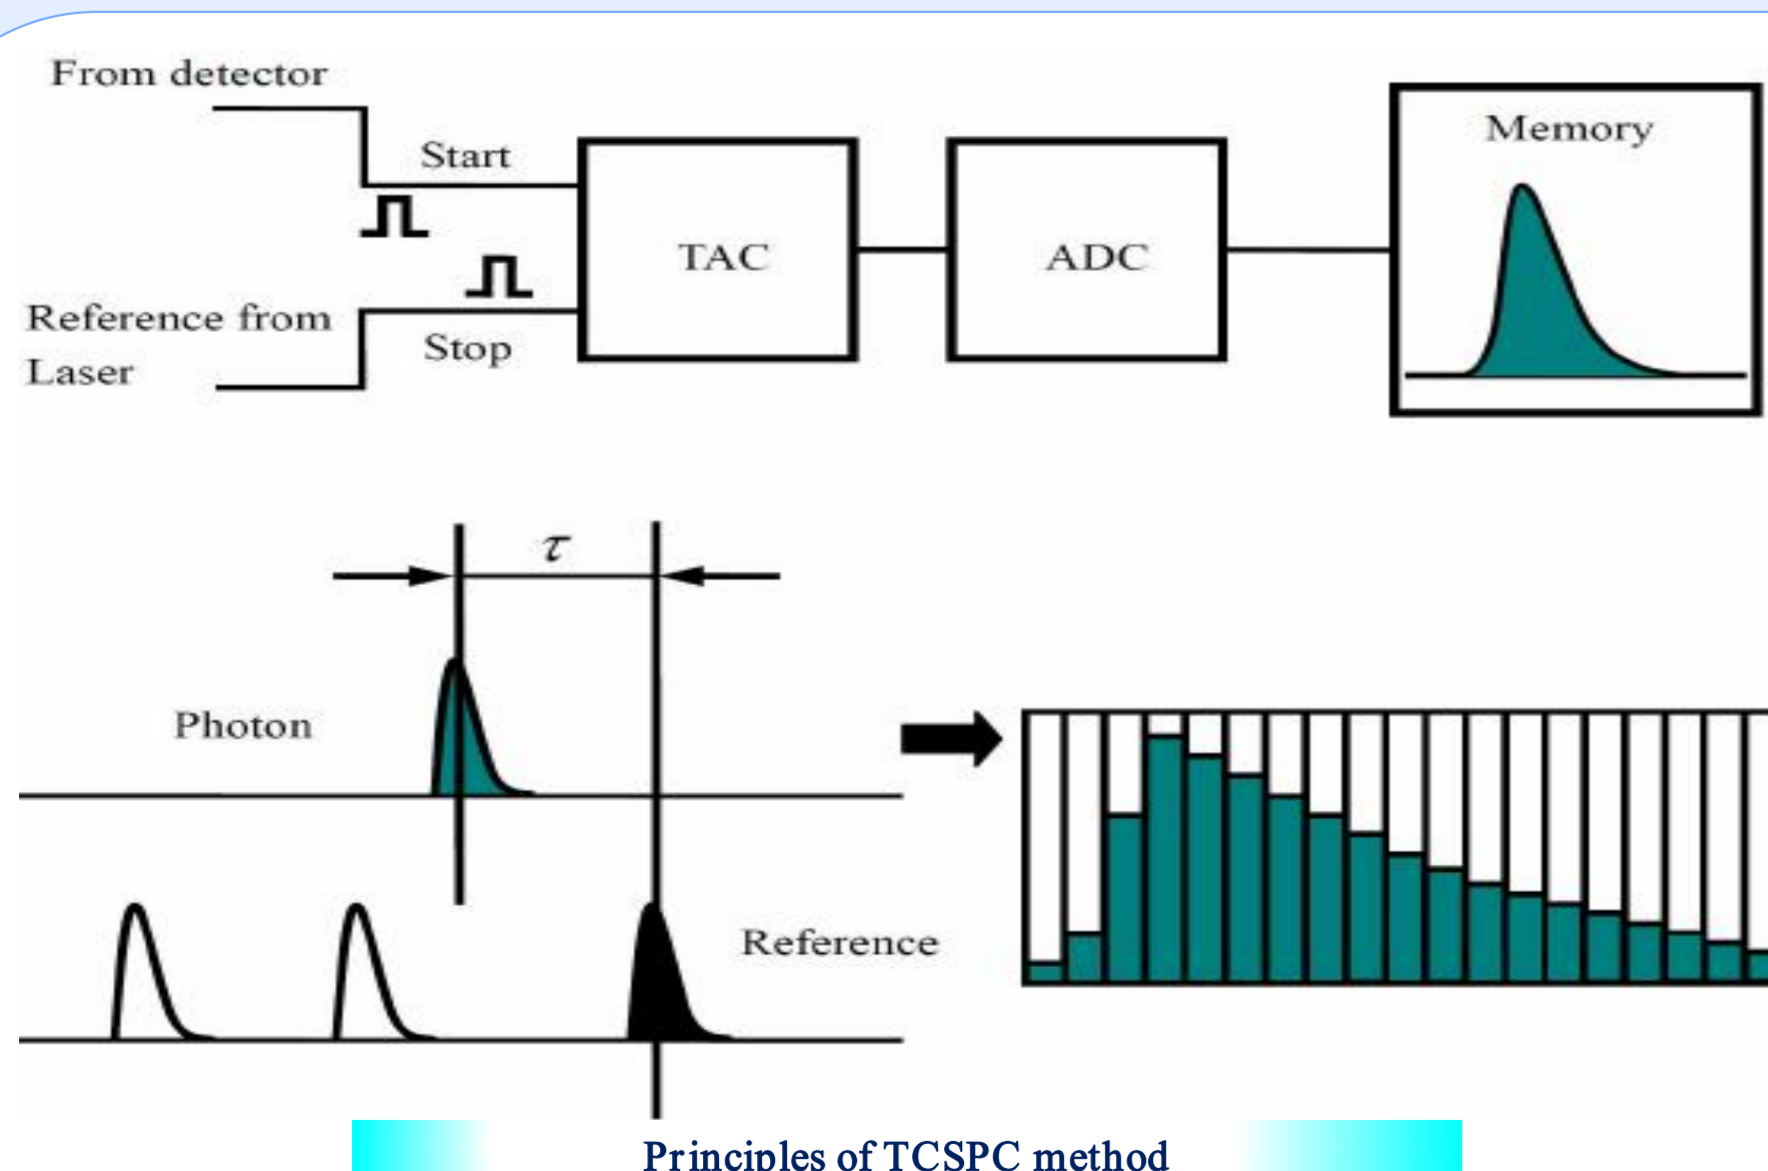 From detector
Start
Memory
TAC
ADC
Reference from
Laser
Stop
τ
Photon
Reference
Principles of TCSPC method